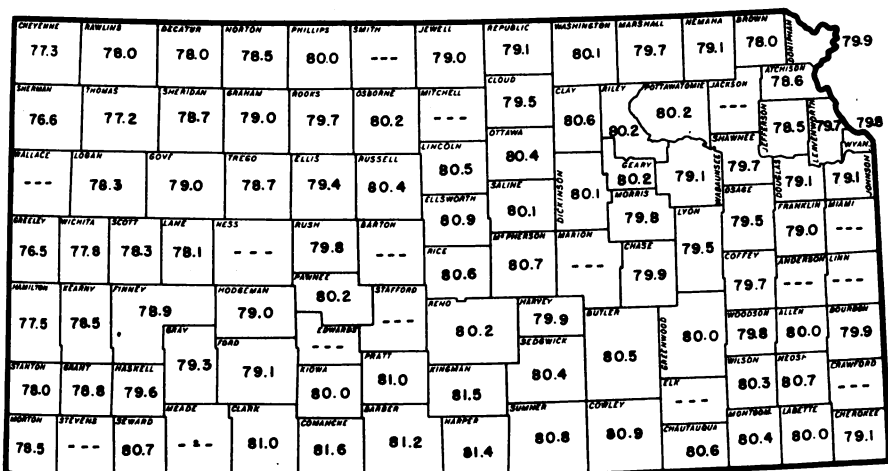 CHEYENNE RAWLINS DECATUR NORTON PHILLIPS SMITH JEWELL REPUBLIC WASHINGTON MARSHALL NEMAHA BROWN DONIPHAN
77.3 78.0 78.0 78.5 80.0 --- 79.0 79.1 80.1 79.7 79.1 78.0 79.9
SHERMAN THOMAS SHERIDAN GRAHAM ROOKS OSBORNE MITCHELL CLOUD CLAY RILEY POTTAWATOMIE JACKSON ATCHISON
76.6 77.2 78.7 79.0 79.7 80.2 --- 79.5 80.6 80.2 80.2 --- 78.6
JEFFERSON LEAVENWORTH WYAN.
78.5 79.7 79.8
WALLACE LOGAN GOVE TREGO ELLIS RUSSELL LINCOLN OTTAWA DICKINSON GEARY WABAUNSEE SHAWNEE DOUGLAS JOHNSON
--- 78.3 79.0 78.7 79.4 80.4 80.5 80.4 80.1 80.2 79.1 79.7 79.1 79.1
GREELEY WICHITA SCOTT LANE NESS RUSH BARTON ELLSWORTH SALINE MORRIS LYON OSAGE FRANKLIN MIAMI
76.5 77.8 78.3 78.1 --- 79.8 --- 80.9 80.1 79.8 79.5 79.5 79.0 ---
RICE McPHERSON MARION CHASE COFFEY ANDERSON LINN
80.6 80.7 --- 79.9 79.7 --- ---
HAMILTON KEARNY FINNEY HODGEMAN PAWNEE STAFFORD RENO HARVEY BUTLER GREENWOOD WOODSON ALLEN BOURBON
77.5 78.5 78.9 79.0 80.2 --- 80.2 79.9 80.5 80.0 79.8 80.0 79.9
GRAY FORD EDWARDS PRATT SEDGWICK
79.3 79.1 --- 81.0 80.4
STANTON GRANT HASKELL KIOWA KINGMAN ELK WILSON NEOSHO CRAWFORD
78.0 78.8 79.6 80.0 81.5 --- 80.3 80.7 ---
MORTON STEVENS SEWARD MEADE CLARK COMANCHE BARBER HARPER SUMNER COWLEY CHAUTAUQUA MONTGOM. LABETTE CHEROKEE
78.5 --- 80.7 --- 81.0 81.6 81.2 81.4 80.8 80.9 80.6 80.4 80.0 79.1